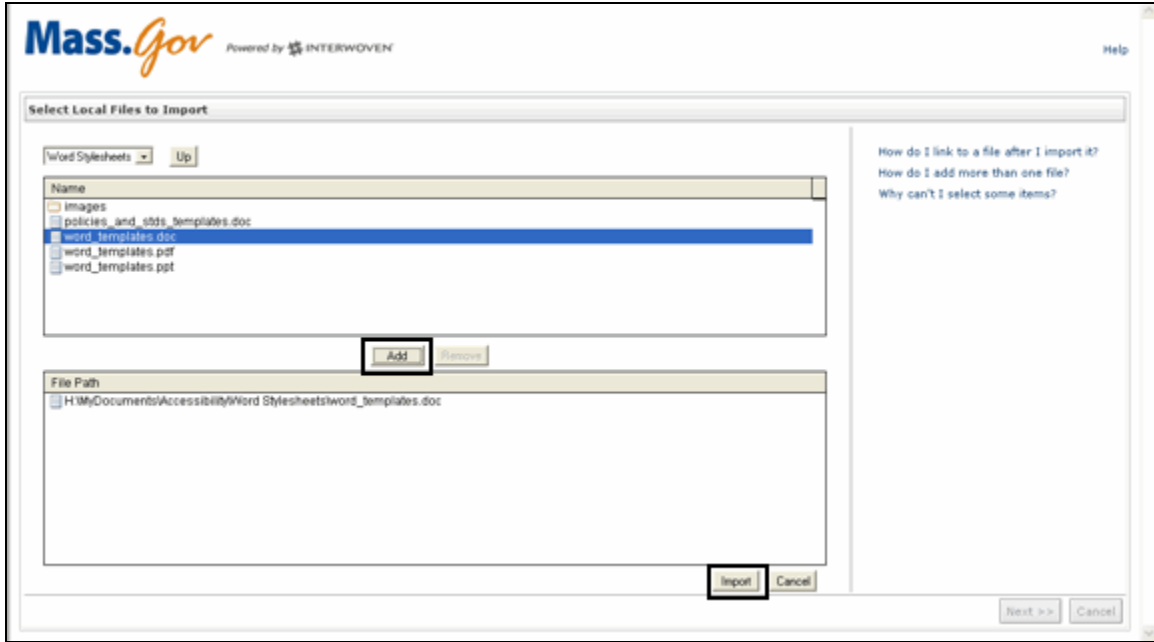 Mass.Gov Powered by INTERWOVEN
Help
Select Local Files to Import
Word Stylesheets Up
Name
images
policies_and_stds_templates.doc
word_templates.doc
word_templates.pdf
word_templates.ppt
Add Remove
File Path
H:\MyDocuments\Accessibility\Word Stylesheets\word_templates.doc
Import Cancel
How do I link to a file after I import it?
How do I add more than one file?
Why can't I select some items?
Next >> Cancel